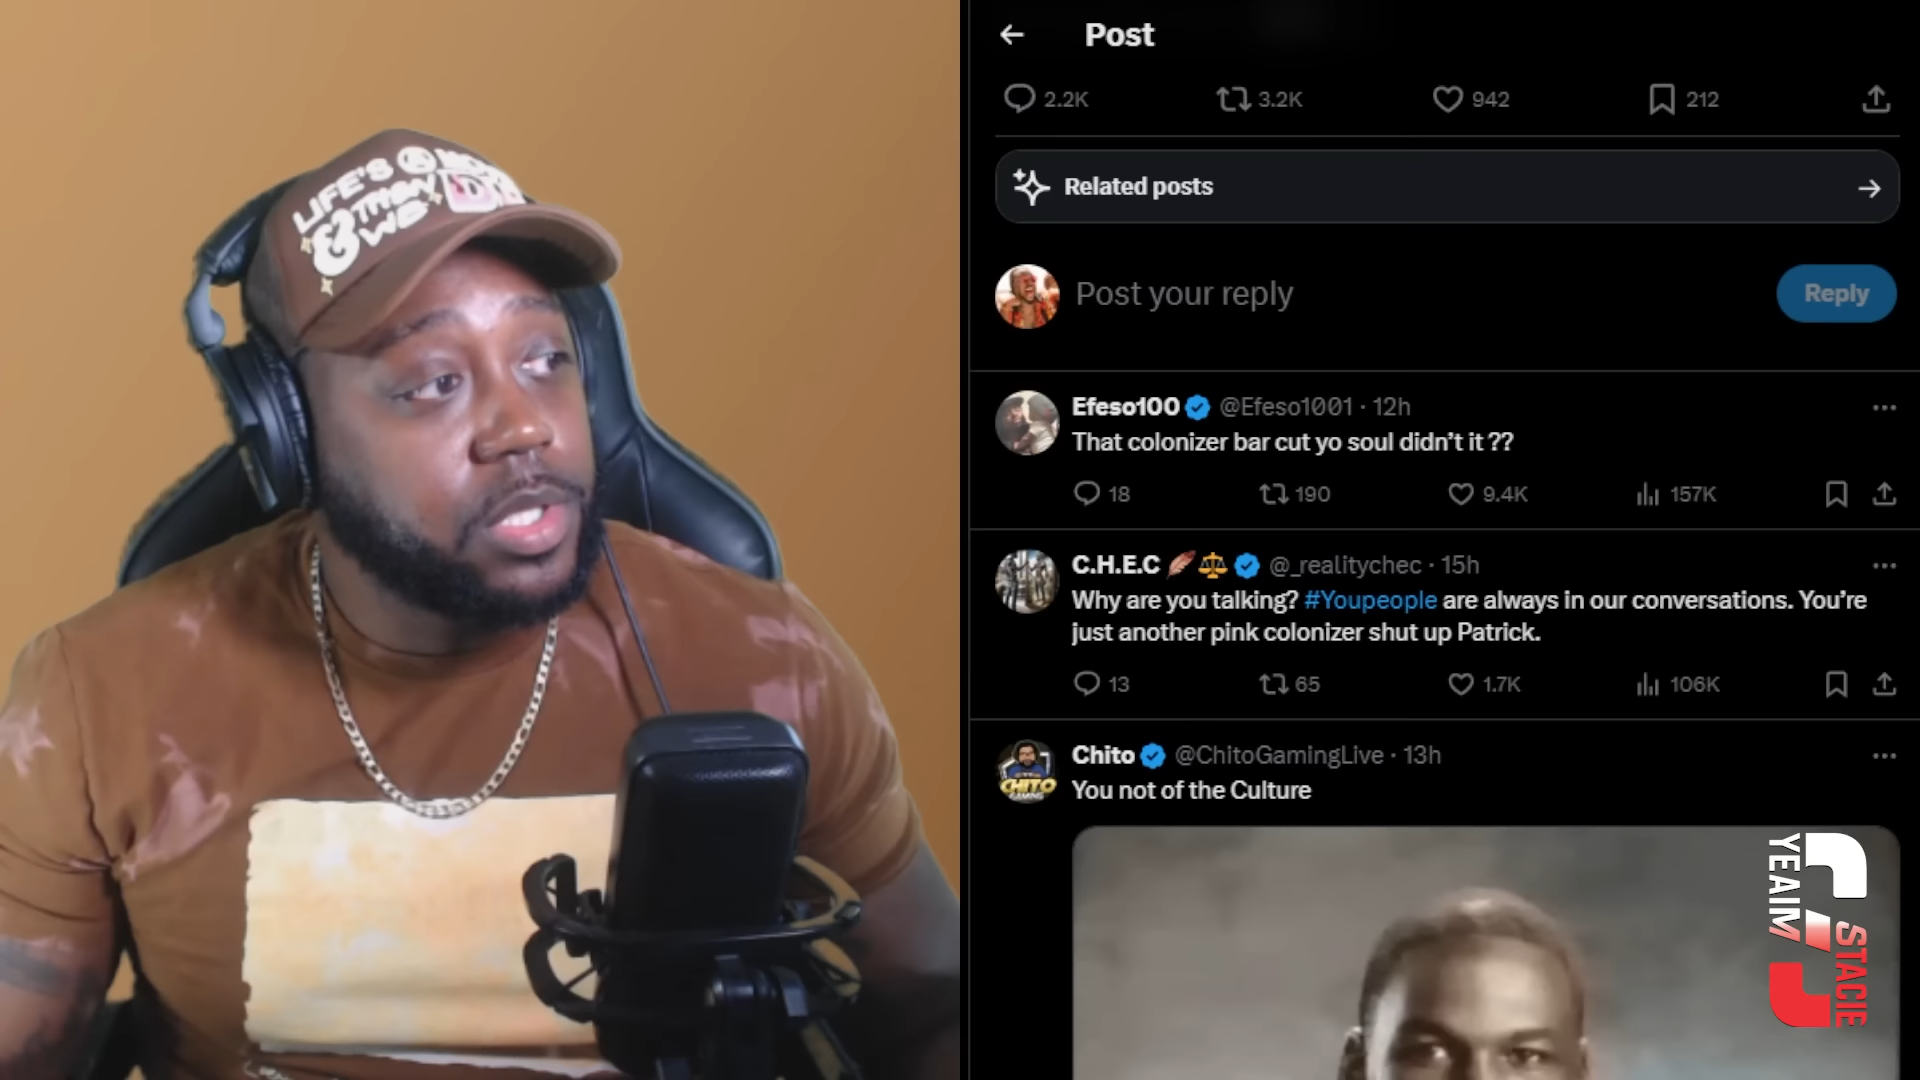 LIFE'S
&
Post
2.2K
3.2K
942
212
Related posts
Post your reply
Reply
Efeso100 @Efeso1001 · 12h
That colonizer bar cut yo soul didn't it ??
18
190
9.4K
157K
C.H.E.C @_realitychec · 15h
Why are you talking? #Youpeople are always in our conversations. You're
just another pink colonizer shut up Patrick.
13
65
1.7K
106K
Chito @ChitoGamingLive · 13h
You not of the Culture
CHITO
YEAIM
STACIE